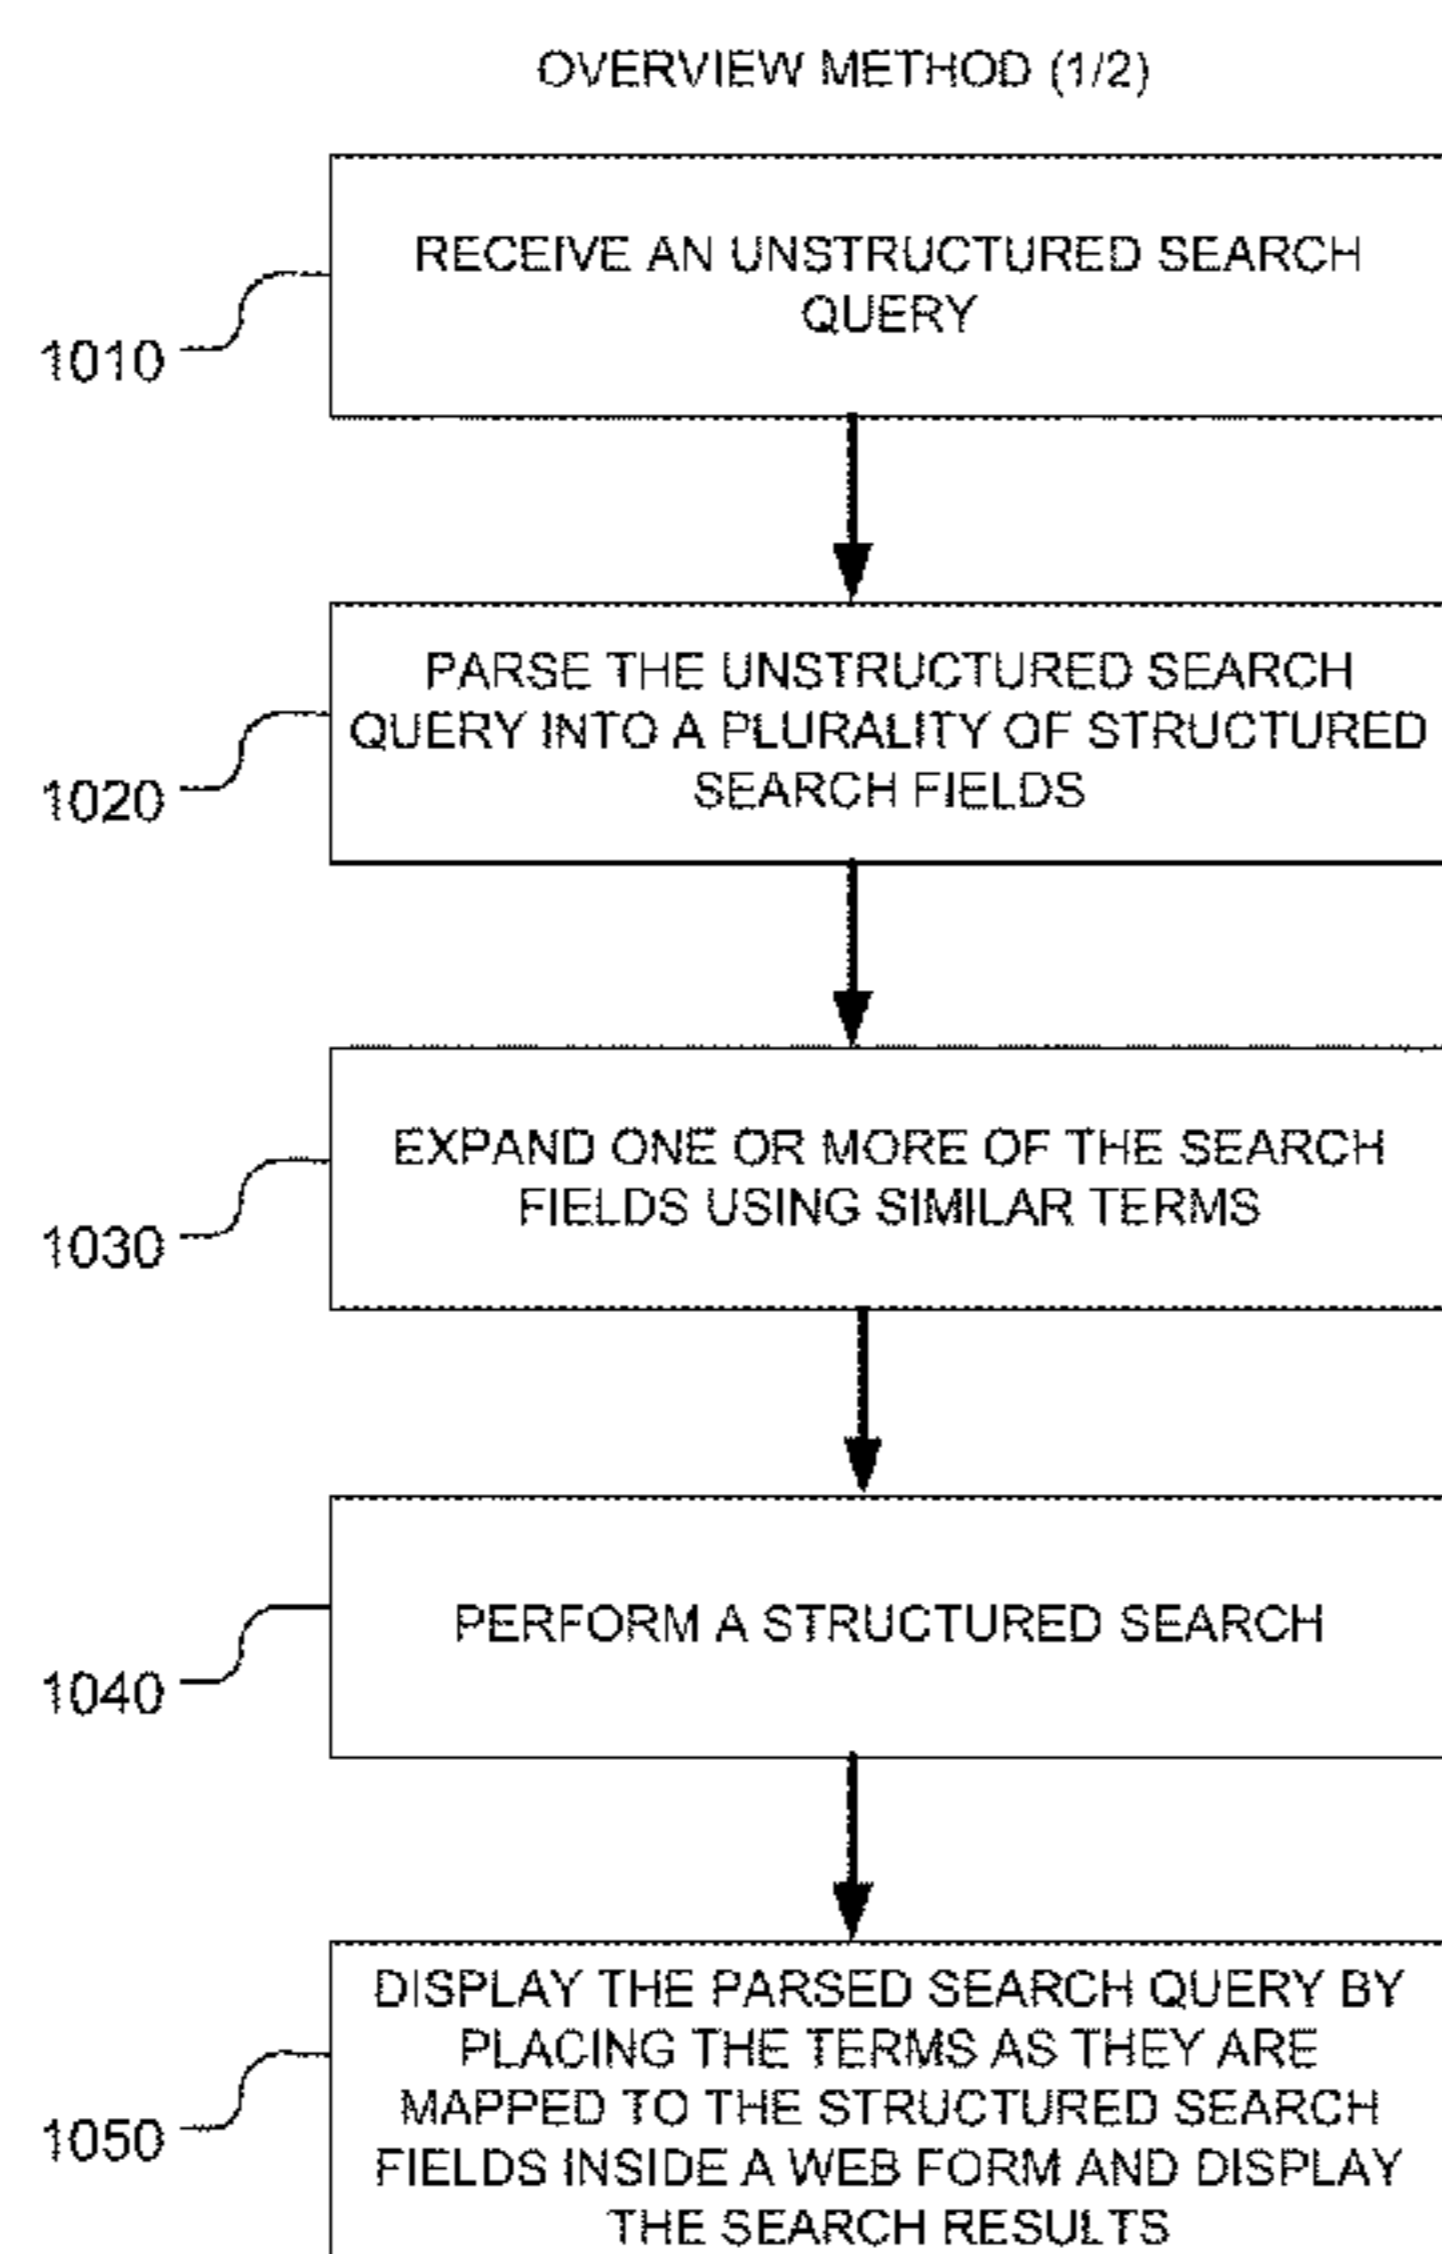 OVERVIEW METHOD (1/2)
RECEIVE AN UNSTRUCTURED SEARCH
QUERY
1010
PARSE THE UNSTRUCTURED SEARCH
QUERY INTO A PLURALITY OF STRUCTURED
SEARCH FIELDS
1020
EXPAND ONE OR MORE OF THE SEARCH
FIELDS USING SIMILAR TERMS
1030
PERFORM A STRUCTURED SEARCH
1040
DISPLAY THE PARSED SEARCH QUERY BY
PLACING THE TERMS AS THEY ARE
MAPPED TO THE STRUCTURED SEARCH
FIELDS INSIDE A WEB FORM AND DISPLAY
THE SEARCH RESULTS
1050